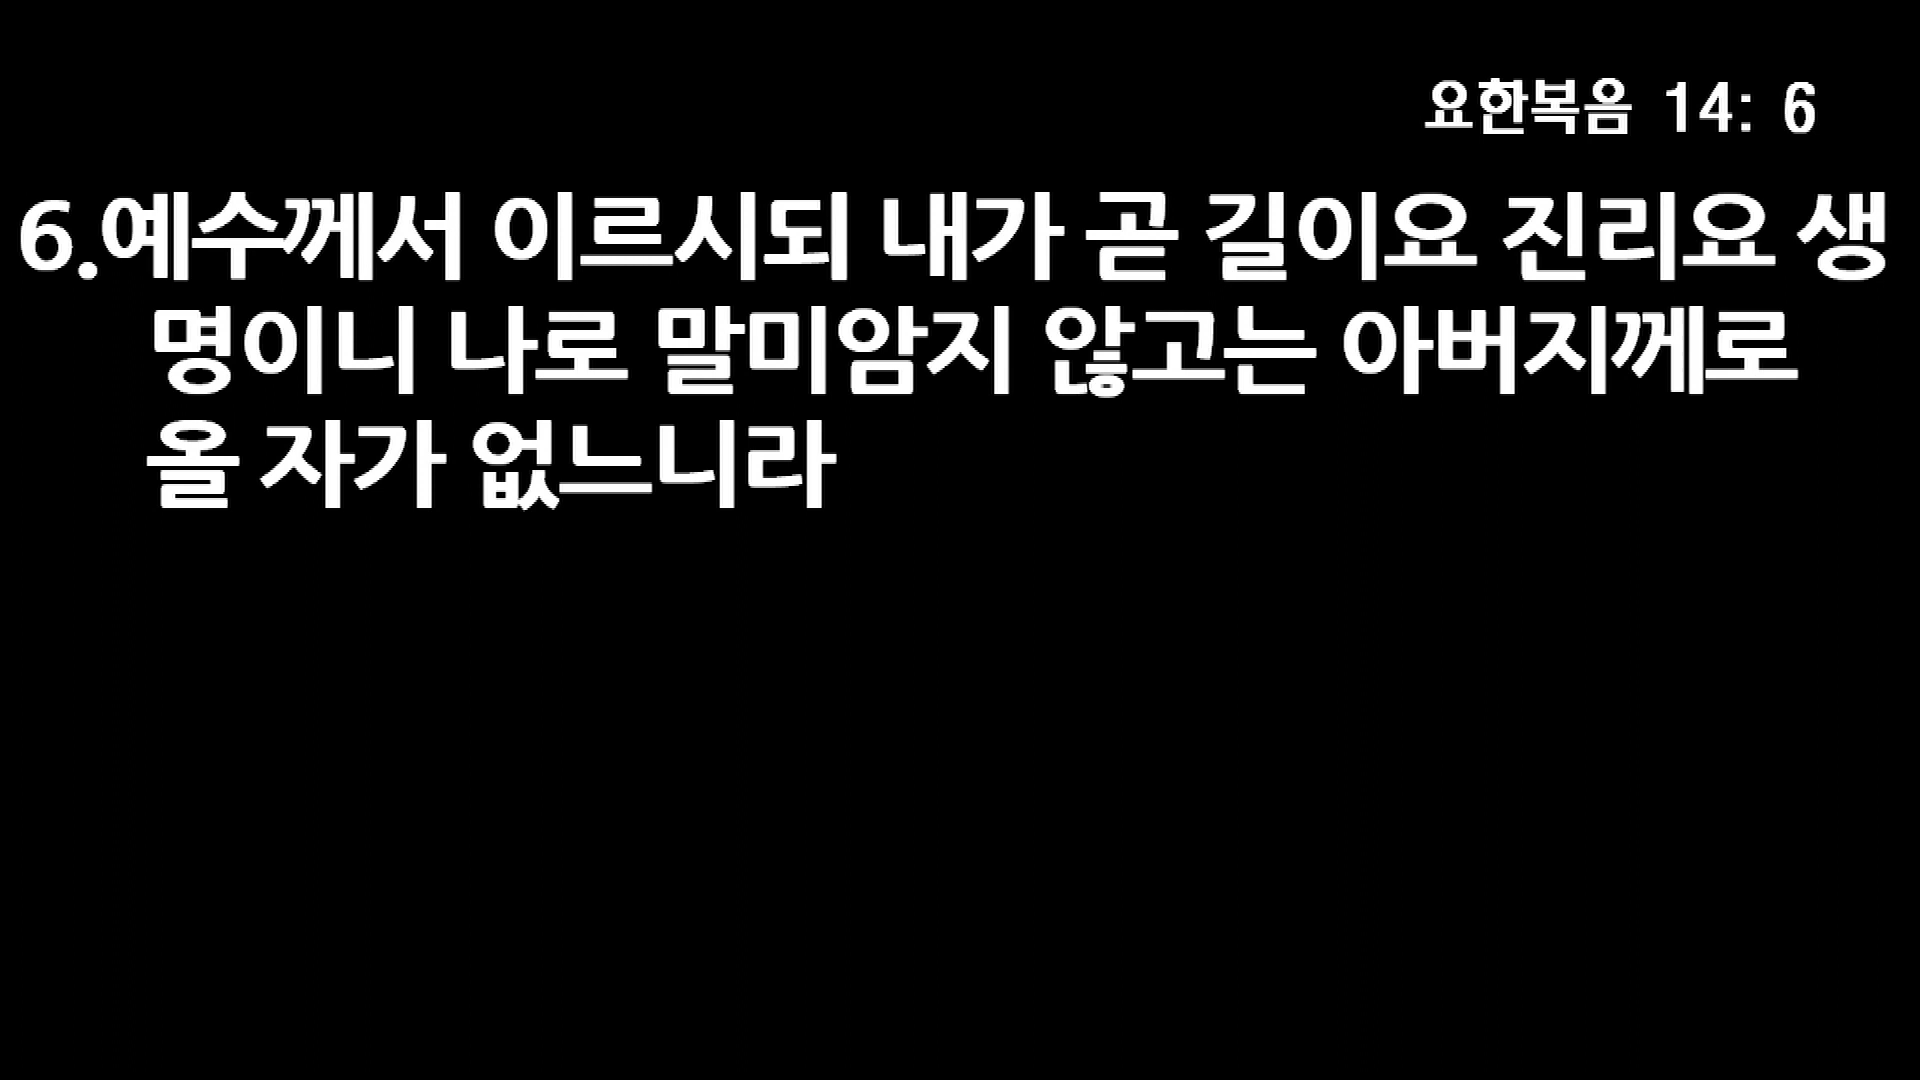 요한복음 14: 6
6.예수께서 이르시되 내가 곧 길이요 진리요 생
명이니 나로 말미암지 않고는 아버지께로
올 자가 없느니라